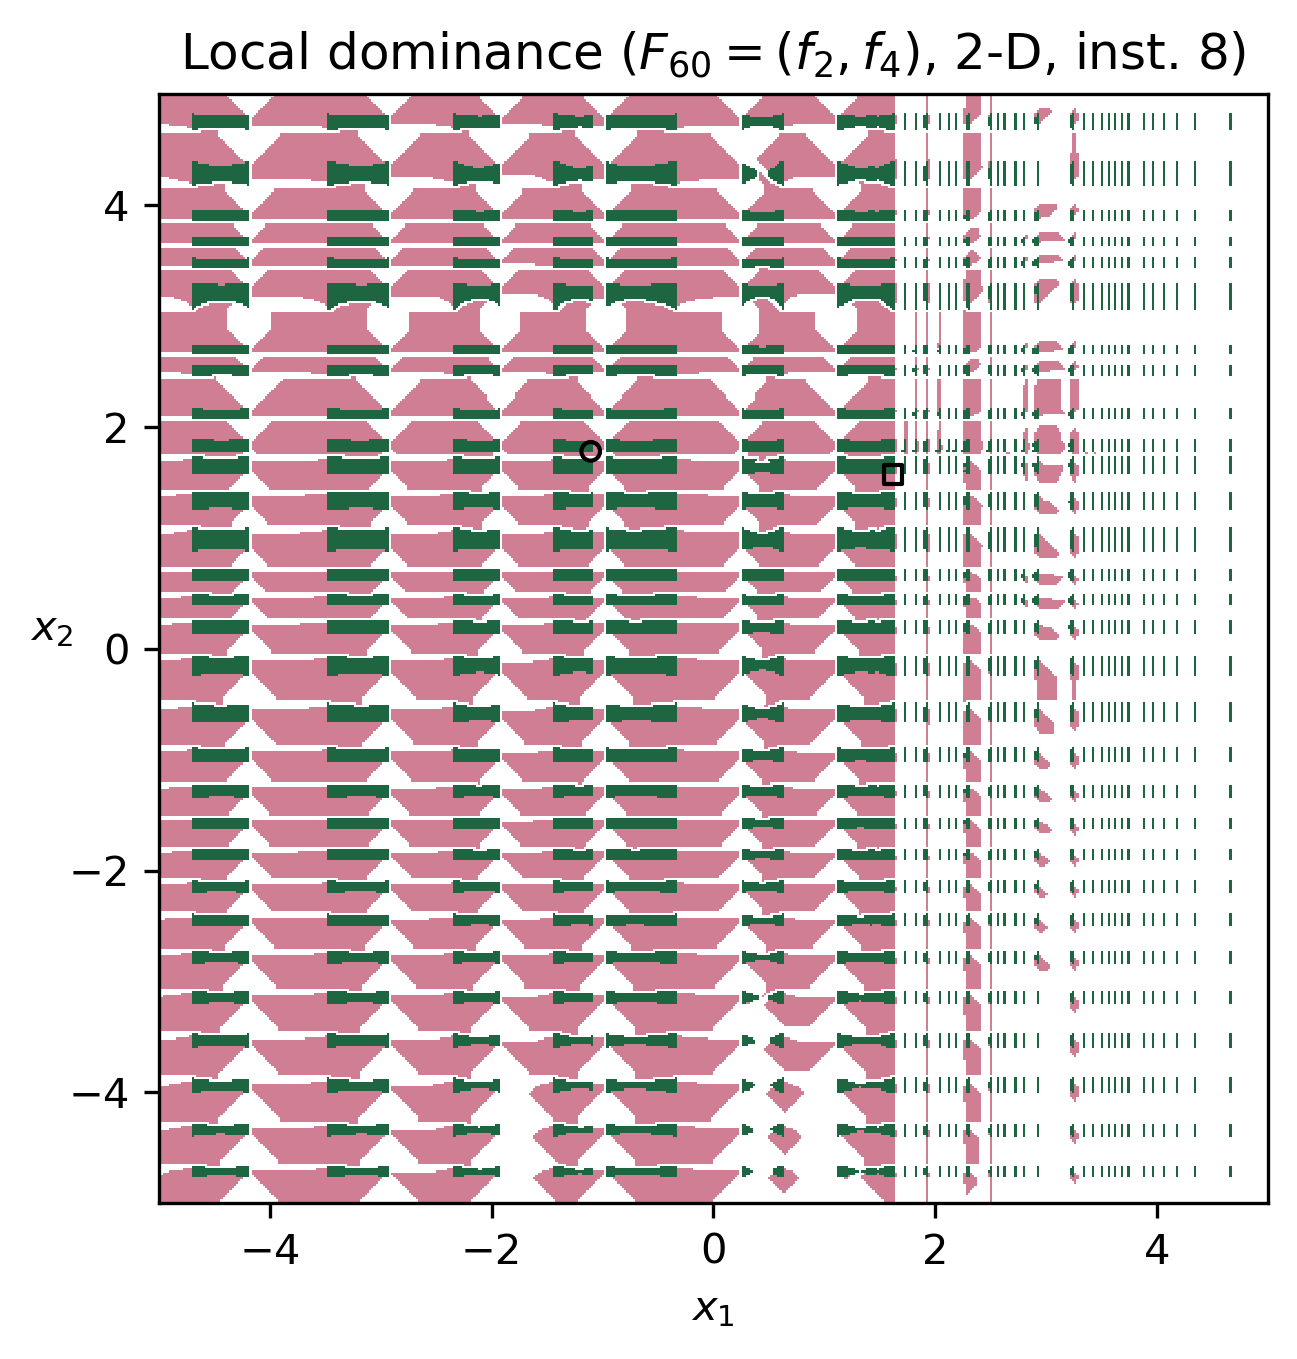 Local dominance (F₆₀ = (f₂, f₄), 2-D, inst. 8)
4
2
x₂
0
−2
−4
−4 −2 0 2 4
x₁